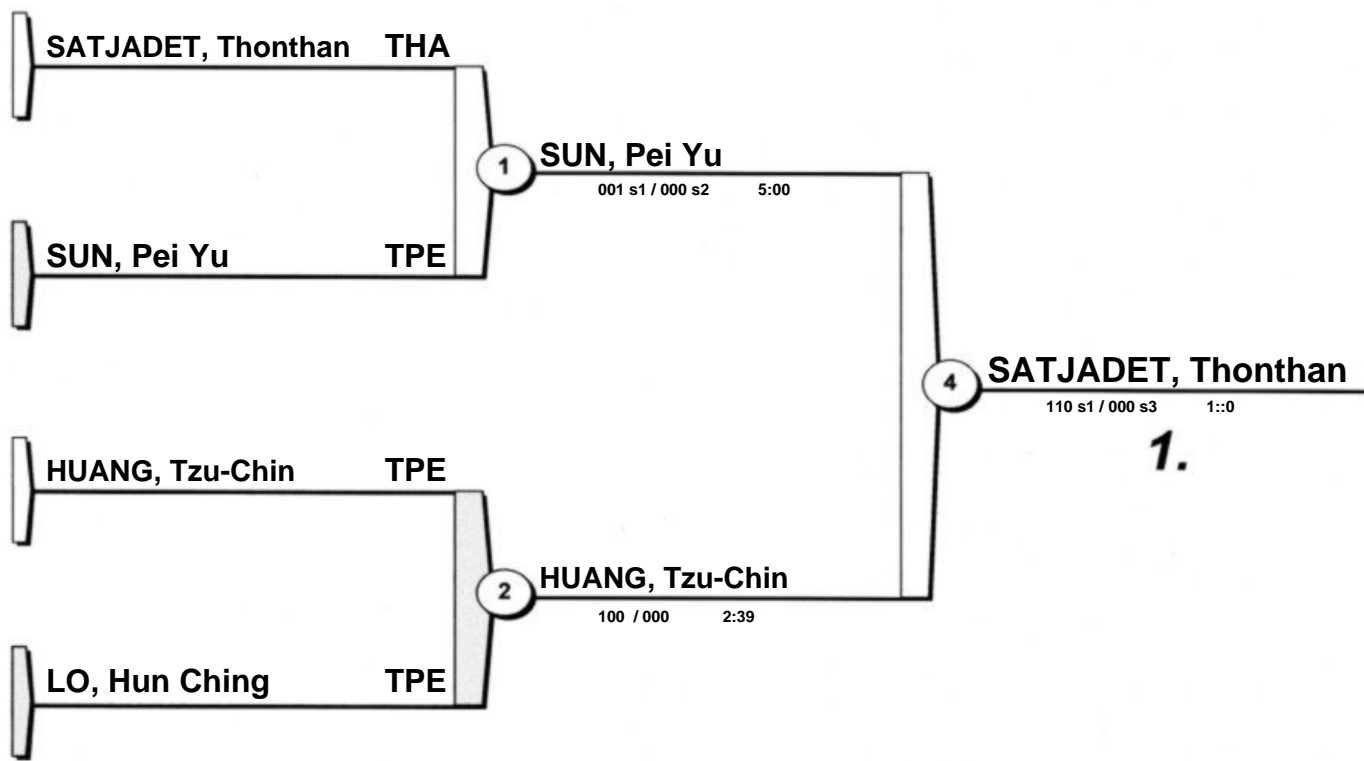 SATJADET, Thonthan THA
1 SUN, Pei Yu
001 s1 / 000 s2 5:00
SUN, Pei Yu TPE
4 SATJADET, Thonthan
110 s1 / 000 s3 1::0
1.
HUANG, Tzu-Chin TPE
2 HUANG, Tzu-Chin
100 / 000 2:39
LO, Hun Ching TPE